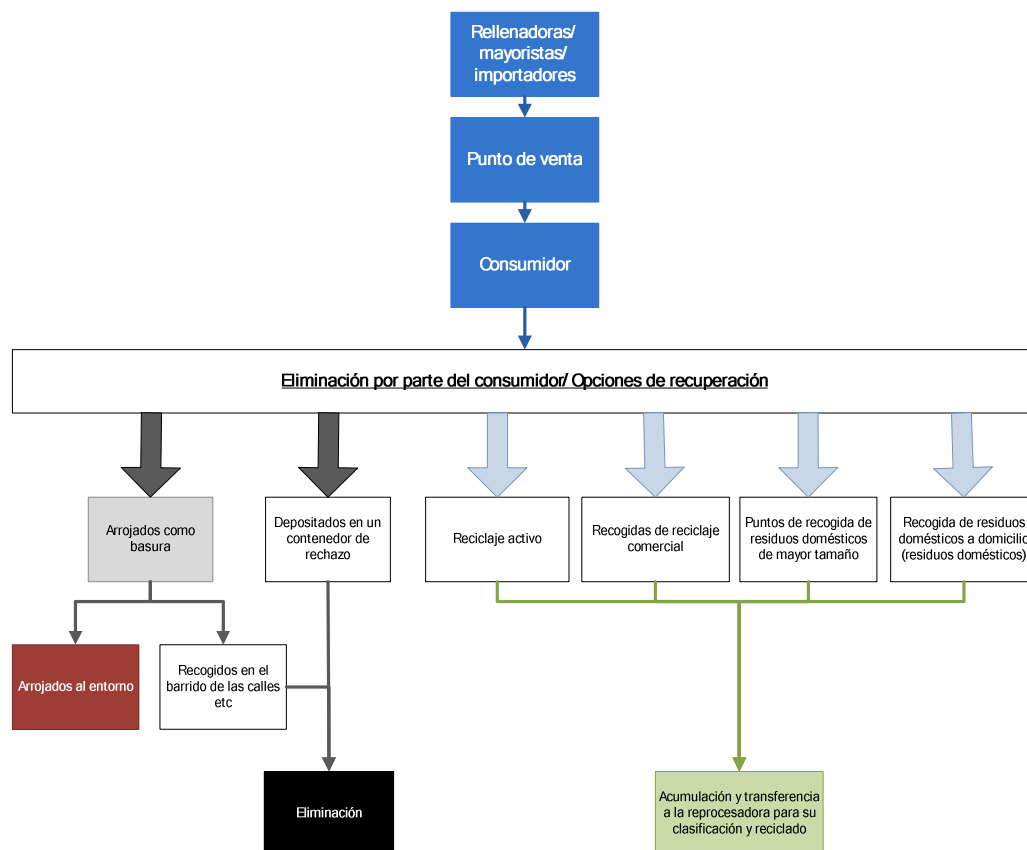 Rellenadoras/
mayoristas/
importadores
Punto de venta
Consumidor
Eliminación por parte del consumidor/ Opciones de recuperación
Arrojados como
basura
Depositados en un
contenedor de
rechazo
Reciclaje activo
Recogidas de reciclaje
comercial
Puntos de recogida de
residuos domésticos
de mayor tamaño
Recogida de residuos
domésticos a domicilio
(residuos domésticos)
Arrojados al entorno
Recogidos en el
barrido de las calles
etc
Eliminación
Acumulación y transferencia
a la reprocesadora para su
clasificación y reciclado